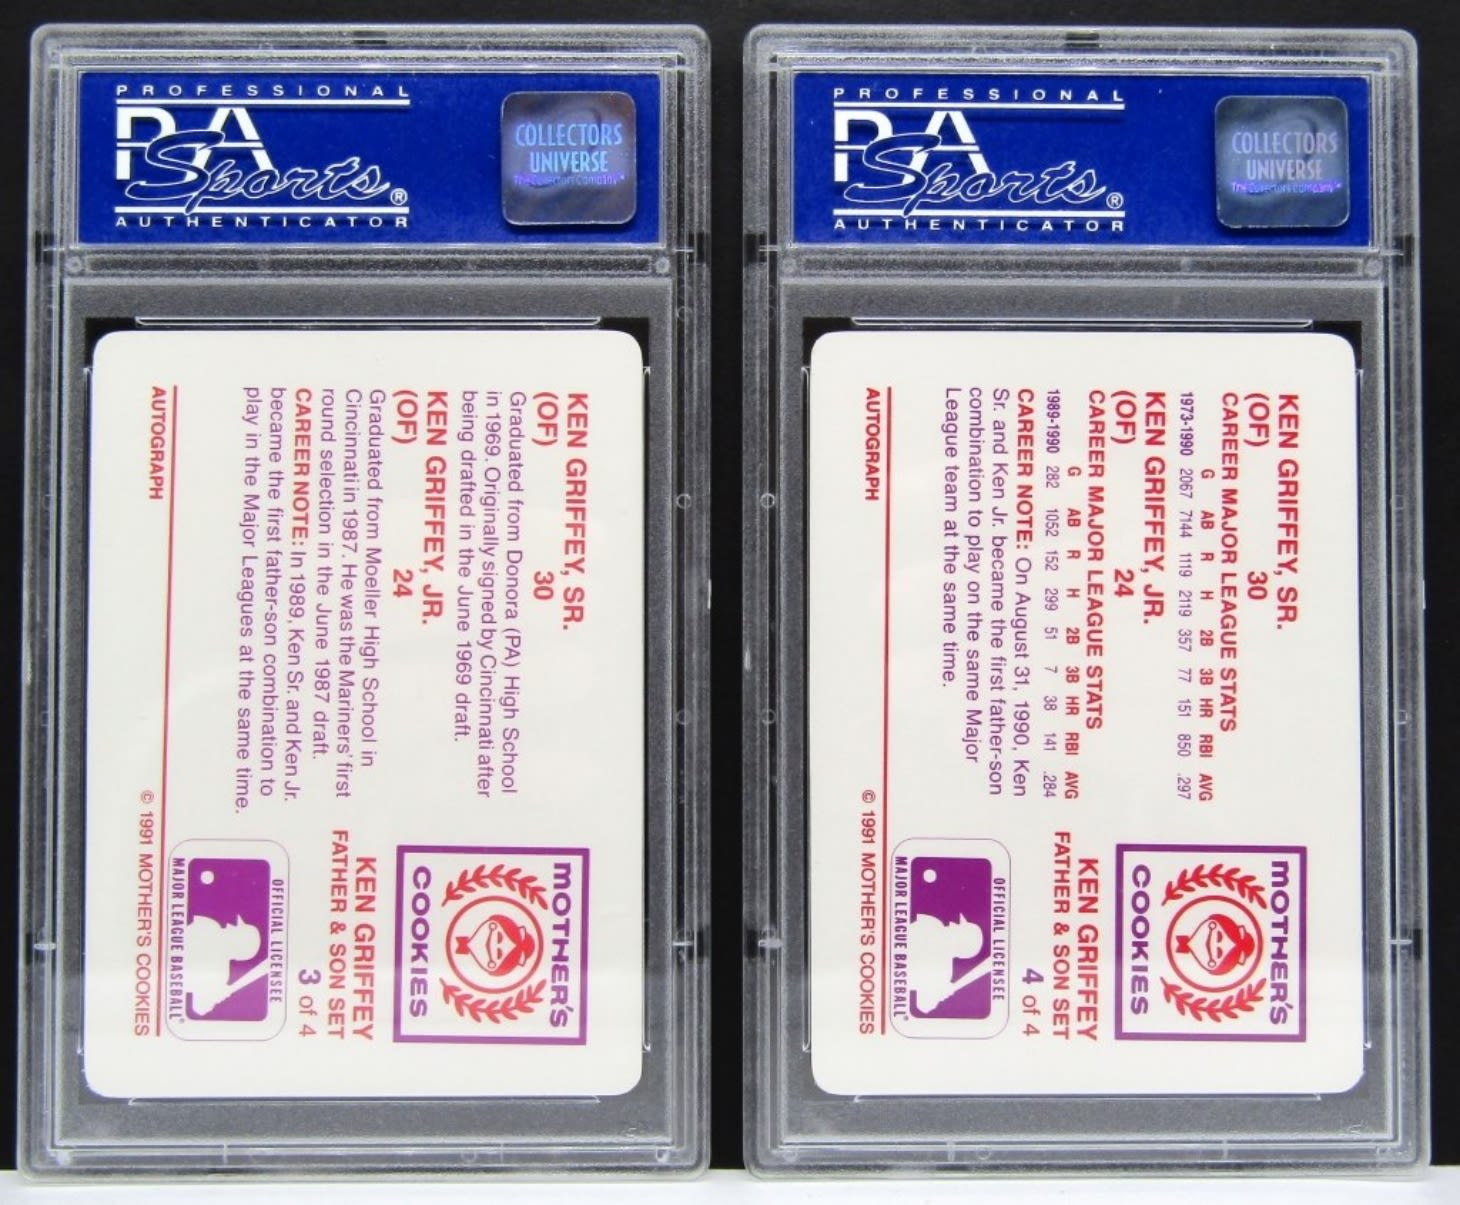 PROFESSIONAL
PSA
Sports®
AUTHENTICATOR
COLLECTORS
UNIVERSE
The Collectors Company™
KEN GRIFFEY, SR.
(OF) 30
Graduated from Donora (PA) High School
in 1969. Originally signed by Cincinnati after
being drafted in the June 1969 draft.
KEN GRIFFEY, JR.
(OF) 24
Graduated from Moeller High School in
Cincinnati in 1987. He was the Mariners' first
round selection in the June 1987 draft.
CAREER NOTE: In 1989, Ken Sr. and Ken Jr.
became the first father-son combination to
play in the Major Leagues at the same time.
AUTOGRAPH
MOTHER'S
COOKIES
KEN GRIFFEY
FATHER & SON SET
3 of 4
OFFICIAL LICENSEE
MAJOR LEAGUE BASEBALL®
© 1991 MOTHER'S COOKIES
PROFESSIONAL
PSA
Sports®
AUTHENTICATOR
COLLECTORS
UNIVERSE
The Collectors Company™
KEN GRIFFEY, SR.
(OF) 30
CAREER MAJOR LEAGUE STATS
G AB R H 2B 3B HR RBI AVG
1973-1990 2067 7144 1119 2119 357 77 151 850 .297
KEN GRIFFEY, JR.
(OF) 24
CAREER MAJOR LEAGUE STATS
G AB R H 2B 3B HR RBI AVG
1989-1990 282 1052 152 299 51 7 38 141 .284
CAREER NOTE: On August 31, 1990, Ken
Sr. and Ken Jr. became the first father-son
combination to play on the same Major
League team at the same time.
AUTOGRAPH
MOTHER'S
COOKIES
KEN GRIFFEY
FATHER & SON SET
4 of 4
OFFICIAL LICENSEE
MAJOR LEAGUE BASEBALL®
© 1991 MOTHER'S COOKIES